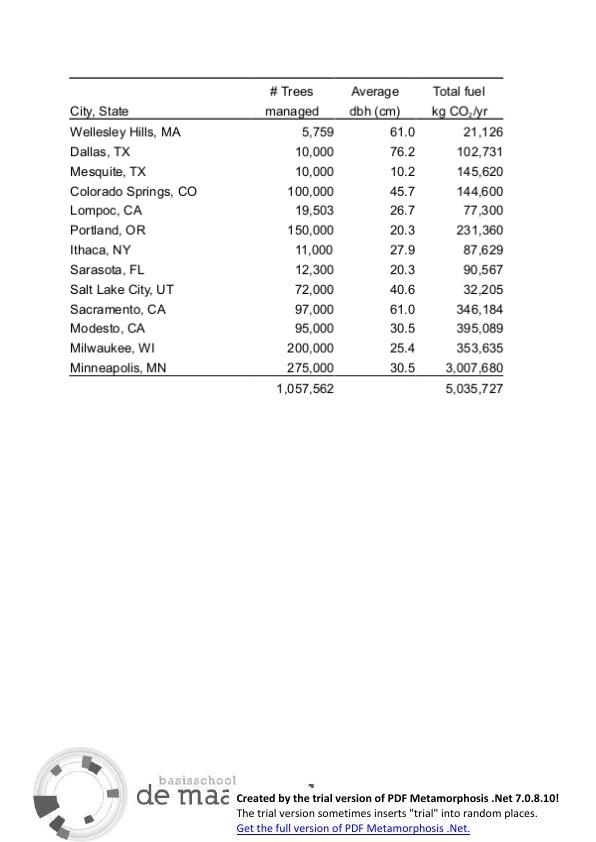 # Trees Average Total fuel
City, State managed dbh (cm) kg CO₂/yr
Wellesley Hills, MA 5,759 61.0 21,126
Dallas, TX 10,000 76.2 102,731
Mesquite, TX 10,000 10.2 145,620
Colorado Springs, CO 100,000 45.7 144,600
Lompoc, CA 19,503 26.7 77,300
Portland, OR 150,000 20.3 231,360
Ithaca, NY 11,000 27.9 87,629
Sarasota, FL 12,300 20.3 90,567
Salt Lake City, UT 72,000 40.6 32,205
Sacramento, CA 97,000 61.0 346,184
Modesto, CA 95,000 30.5 395,089
Milwaukee, WI 200,000 25.4 353,635
Minneapolis, MN 275,000 30.5 3,007,680
1,057,562 5,035,727
basisschool
de maa
Created by the trial version of PDF Metamorphosis .Net 7.0.8.10!
The trial version sometimes inserts "trial" into random places.
Get the full version of PDF Metamorphosis .Net.